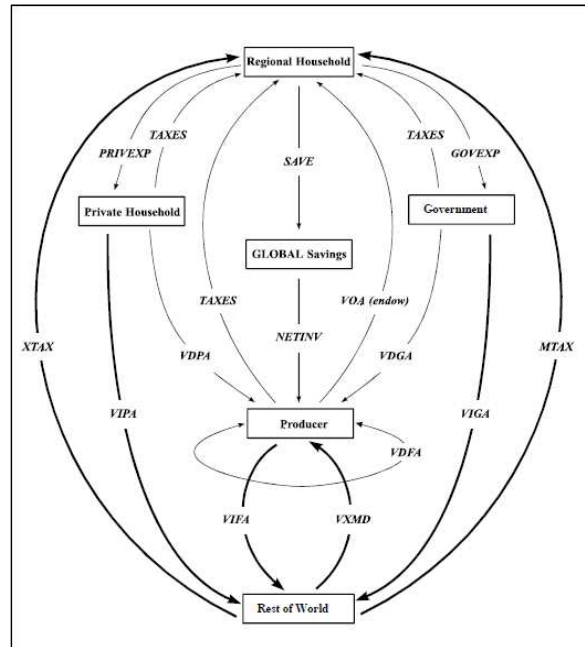 Regional Household
TAXES
TAXES
PRIVEXP
GOVEXP
SAVE
Private Household
Government
GLOBAL Savings
TAXES
VOA (endow)
NETINV
XTAX
MTAX
VDPA
VDGA
VIPA
VIGA
Producer
VDFA
VIFA
VXMD
Rest of World